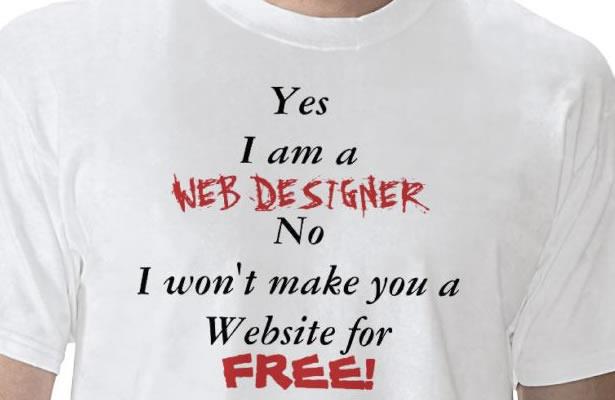 Yes
I am a
WEB DESIGNER
No
I won't make you a
Website for
FREE!